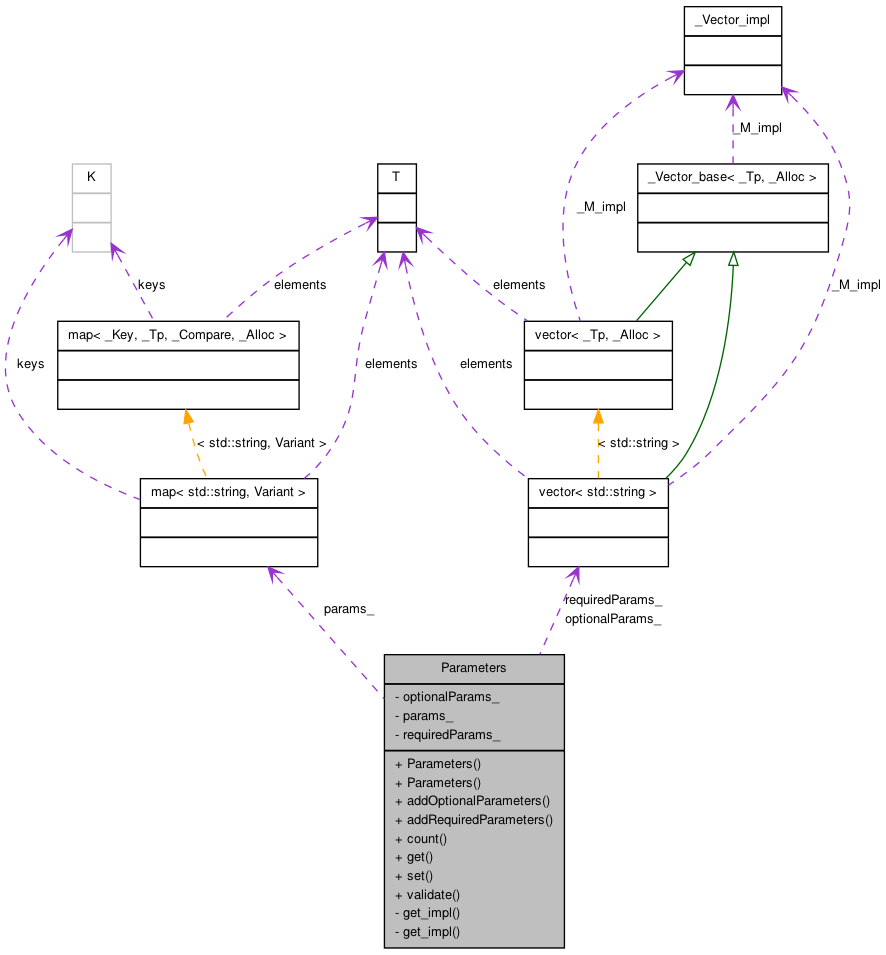 _Vector_impl
_M_impl
K
T
_Vector_base< _Tp, _Alloc >
_M_impl
keys
elements
elements
_M_impl
map< _Key, _Tp, _Compare, _Alloc >
vector< _Tp, _Alloc >
keys
elements
elements
< std::string, Variant >
< std::string >
map< std::string, Variant >
vector< std::string >
params_
requiredParams_
optionalParams_
Parameters
- optionalParams_
- params_
- requiredParams_
+ Parameters()
+ Parameters()
+ addOptionalParameters()
+ addRequiredParameters()
+ count()
+ get()
+ set()
+ validate()
- get_impl()
- get_impl()